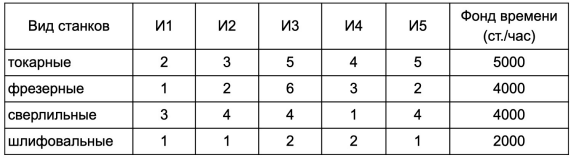 Вид станков И1 И2 И3 И4 И5 Фонд времени
(ст./час)
токарные 2 3 5 4 5 5000
фрезерные 1 2 6 3 2 4000
сверлильные 3 4 4 1 4 4000
шлифовальные 1 1 2 2 1 2000